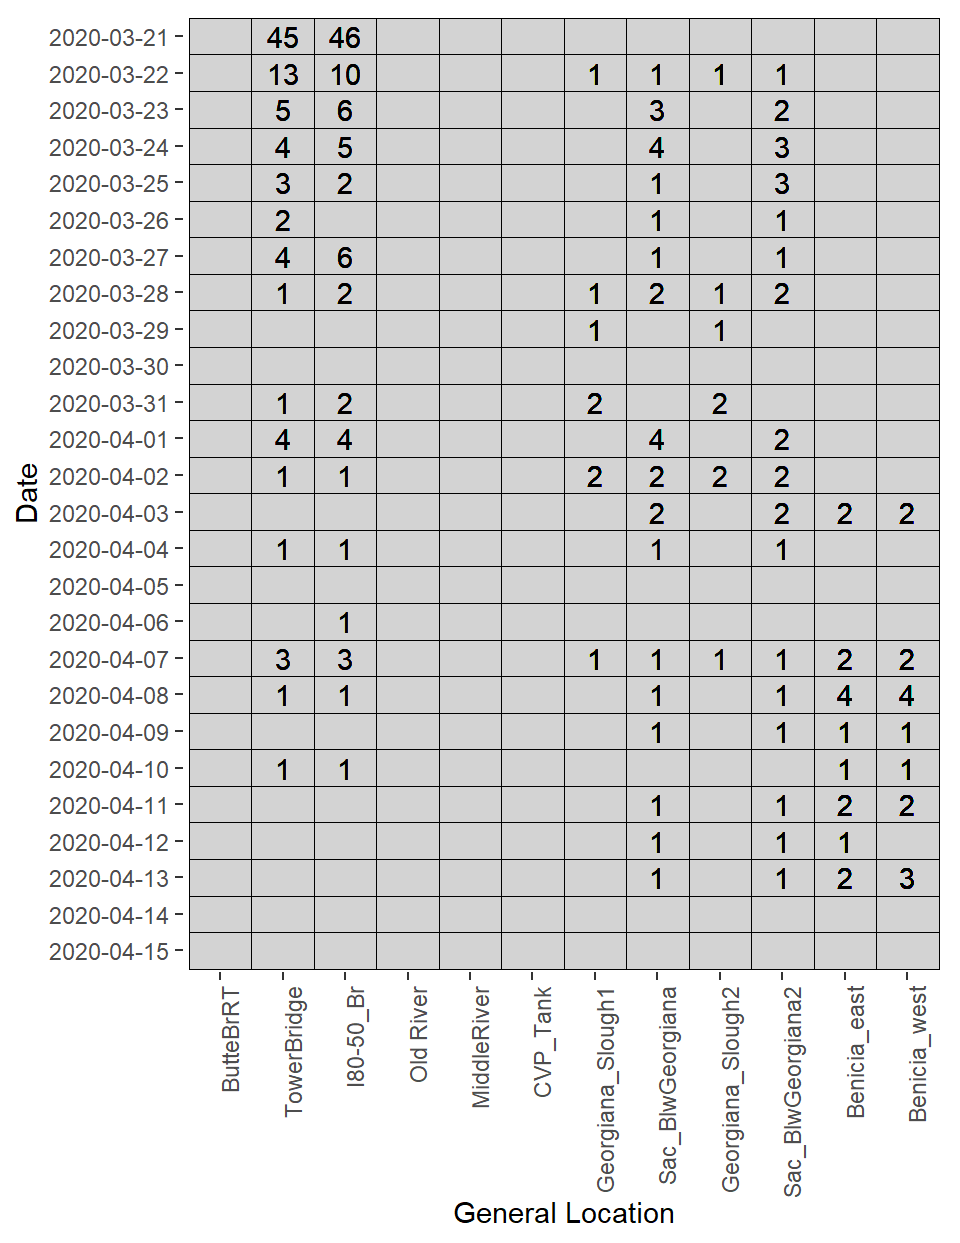 2020-03-21 45 46
2020-03-22 13 10 1 1 1 1
2020-03-23 5 6 3 2
2020-03-24 4 5 4 3
2020-03-25 3 2 1 3
2020-03-26 2 1 1
2020-03-27 4 6 1 1
2020-03-28 1 2 1 2 1 2
2020-03-29 1 1
2020-03-30
2020-03-31 1 2 2 2
2020-04-01 4 4 4 2
2020-04-02 1 1 2 2 2 2
2020-04-03 2 2 2 2
2020-04-04 1 1 1 1
2020-04-05
2020-04-06 1
2020-04-07 3 3 1 1 1 1 2 2
2020-04-08 1 1 1 1 4 4
2020-04-09 1 1 1 1
2020-04-10 1 1 1 1
2020-04-11 1 1 2 2
2020-04-12 1 1 1
2020-04-13 1 1 2 3
2020-04-14
2020-04-15
Date
ButteBrRT
TowerBridge
I80-50_Br
Old River
MiddleRiver
CVP_Tank
Georgiana_Slough1
Sac_BlwGeorgiana
Georgiana_Slough2
Sac_BlwGeorgiana2
Benicia_east
Benicia_west
General Location